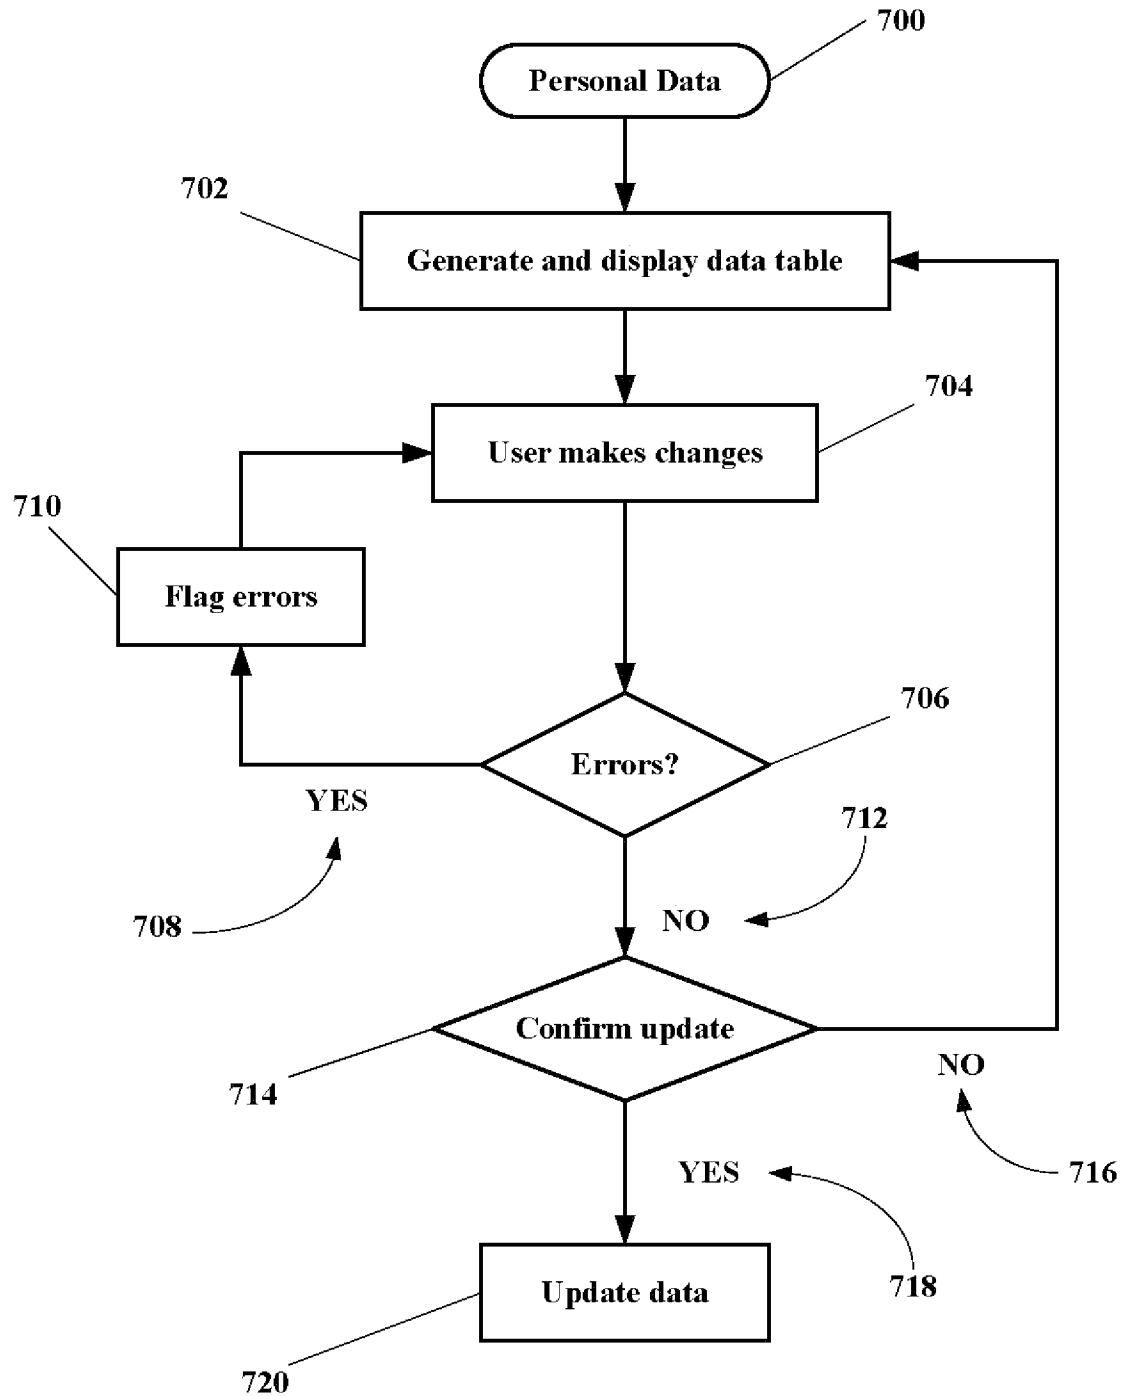 700
Personal Data
702
Generate and display data table
704
User makes changes
710
Flag errors
706
Errors?
YES
712
708
NO
Confirm update
714
NO
YES
716
718
Update data
720